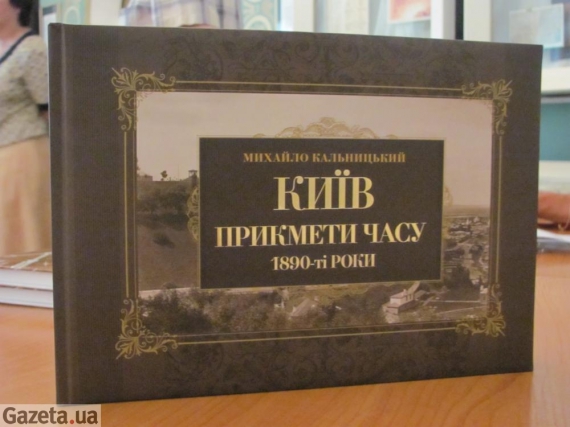 МИХАЙЛО КАЛЬНИЦЬКИЙ
КИЇВ
ПРИКМЕТИ ЧАСУ
1890-ті РОКИ
Gazeta.ua